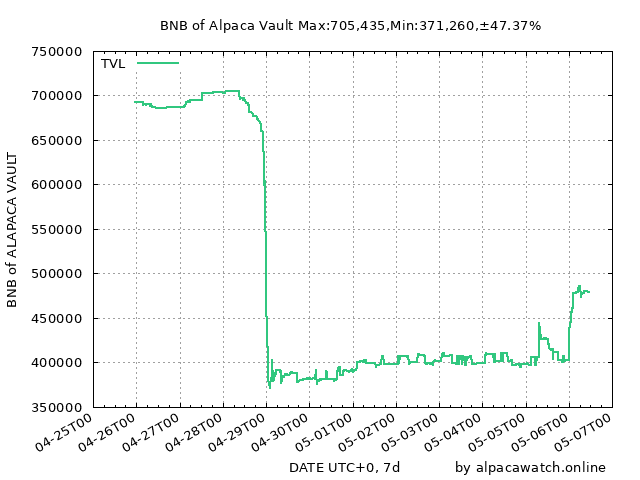 BNB of Alpaca Vault Max:705,435,Min:371,260,±47.37%
TVL
BNB of ALAPACA VAULT
750000
700000
650000
600000
550000
500000
450000
400000
350000
04-25T00
04-26T00
04-27T00
04-28T00
04-29T00
04-30T00
05-01T00
05-02T00
05-03T00
05-04T00
05-05T00
05-06T00
05-07T00
DATE UTC+0, 7d
by alpacawatch.online